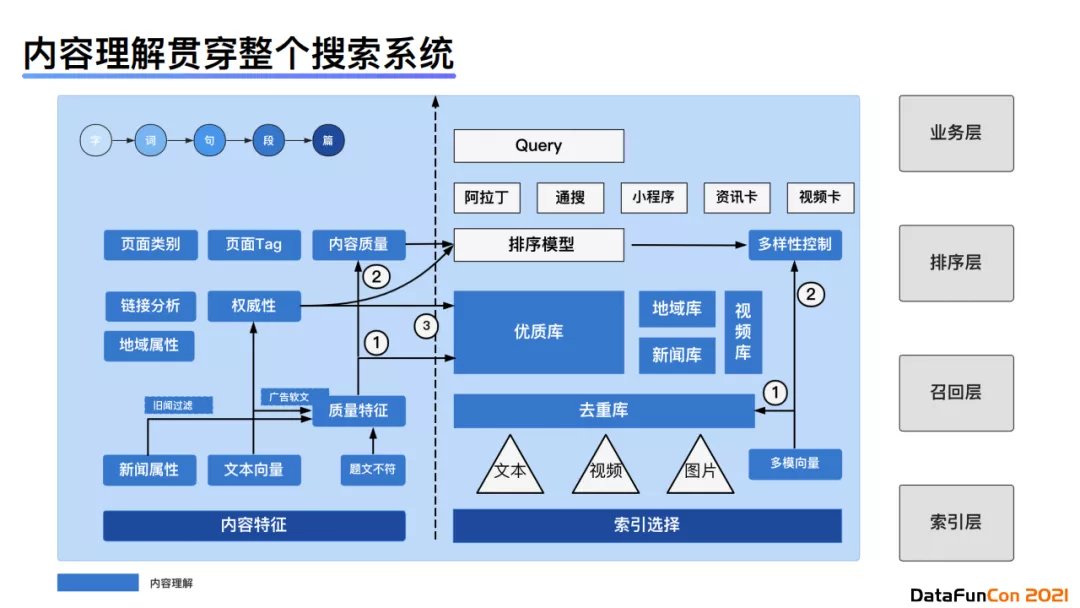 内容理解贯穿整个搜索系统
字 词 句 段 篇
Query
阿拉丁 通搜 小程序 资讯卡 视频卡
页面类别 页面Tag 内容质量 排序模型 多样性控制
② ②
链接分析 权威性
③
①
地域属性
优质库 地域库 视频库
新闻库
旧闻过滤 广告软文
质量特征
去重库
①
新闻属性 文本向量 题文不符
文本 视频 图片
多模向量
内容特征 索引选择
业务层
排序层
召回层
索引层
内容理解
DataFunCon 2021